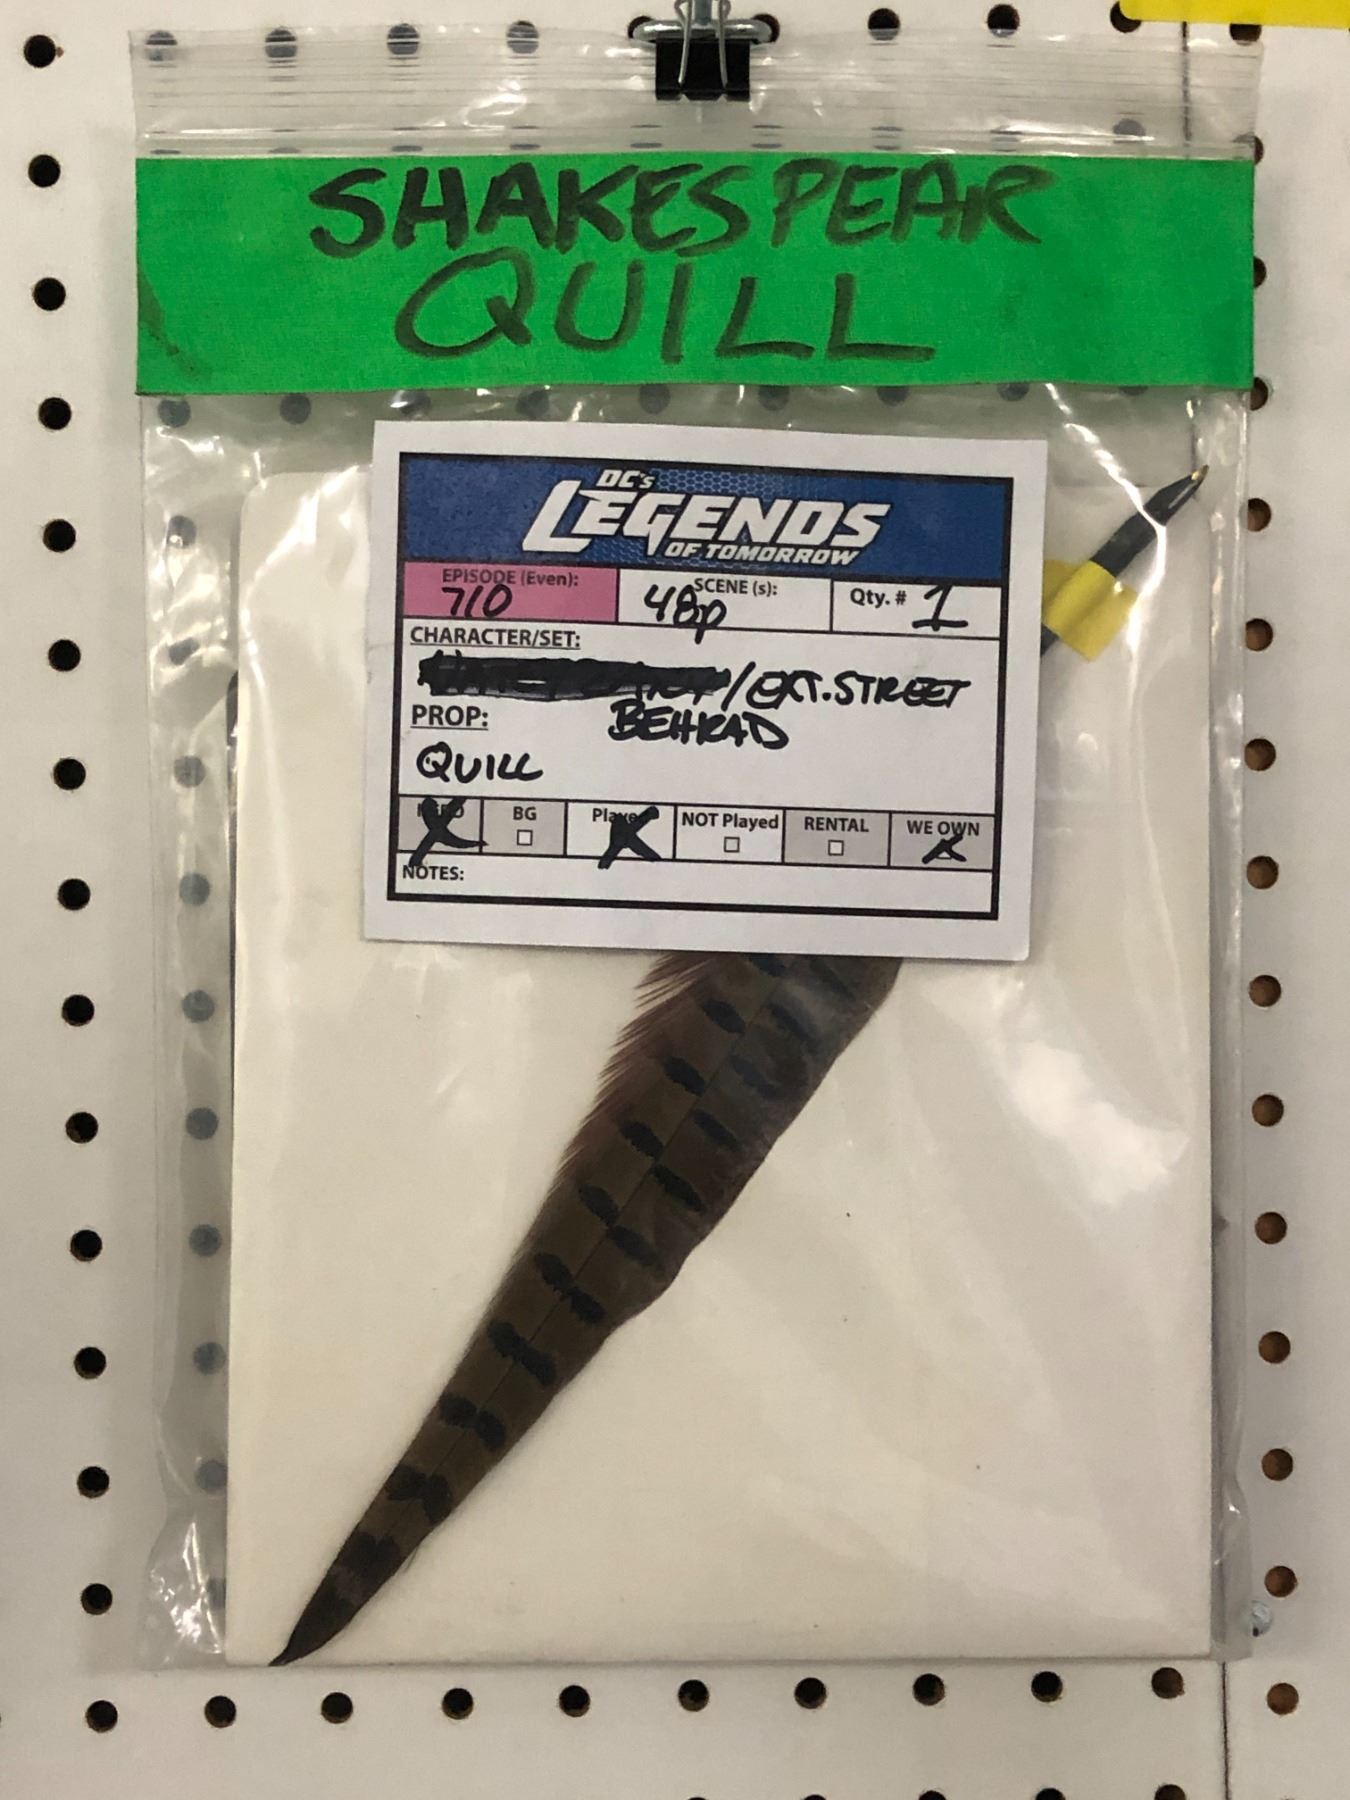 SHAKESPEAR
QUILL
DC's
LEGENDS
OF TOMORROW
EPISODE (Even):
710
SCENE (s):
48p
Qty. # 1
CHARACTER/SET:
/EXT. STREET
BEHRAD
PROP:
QUILL
BG
NOT Played
RENTAL
WE OWN
NOTES: